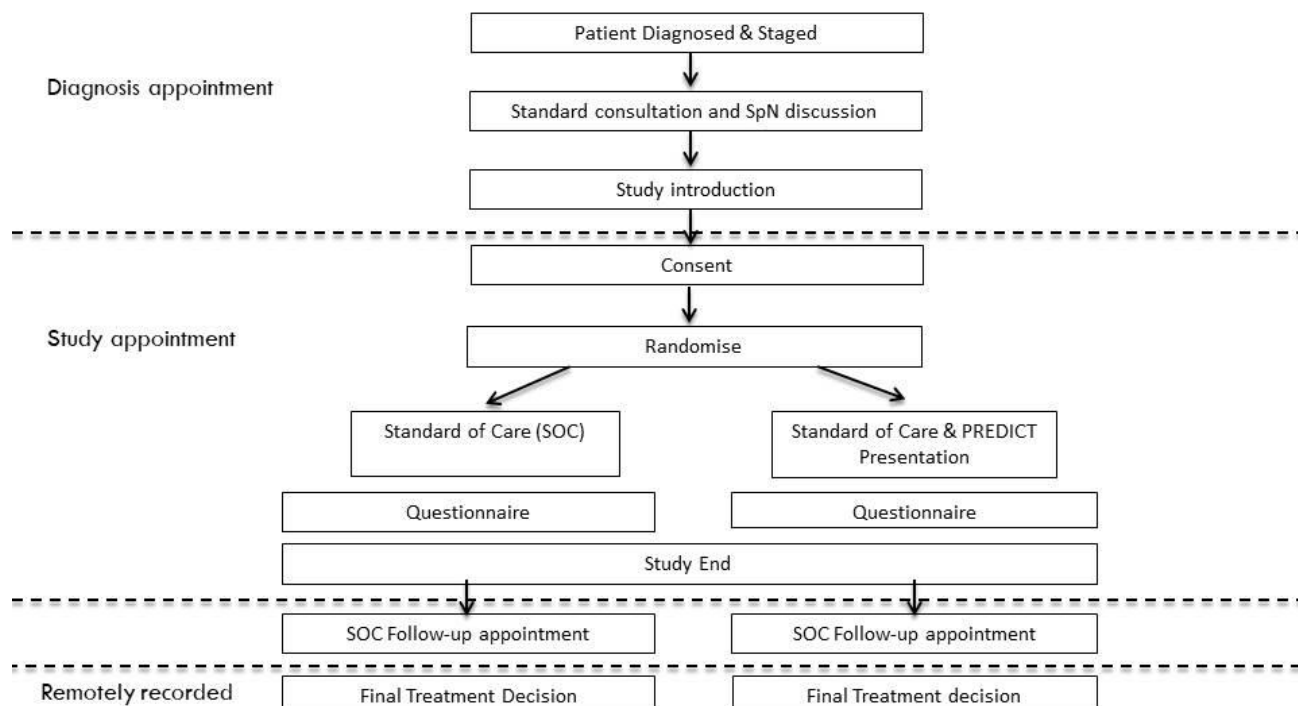 Patient Diagnosed & Staged
Diagnosis appointment
Standard consultation and SpN discussion
Study introduction
Consent
Study appointment
Randomise
Standard of Care (SOC)
Standard of Care & PREDICT
Presentation
Questionnaire
Questionnaire
Study End
SOC Follow-up appointment
SOC Follow-up appointment
Remotely recorded
Final Treatment Decision
Final Treatment decision